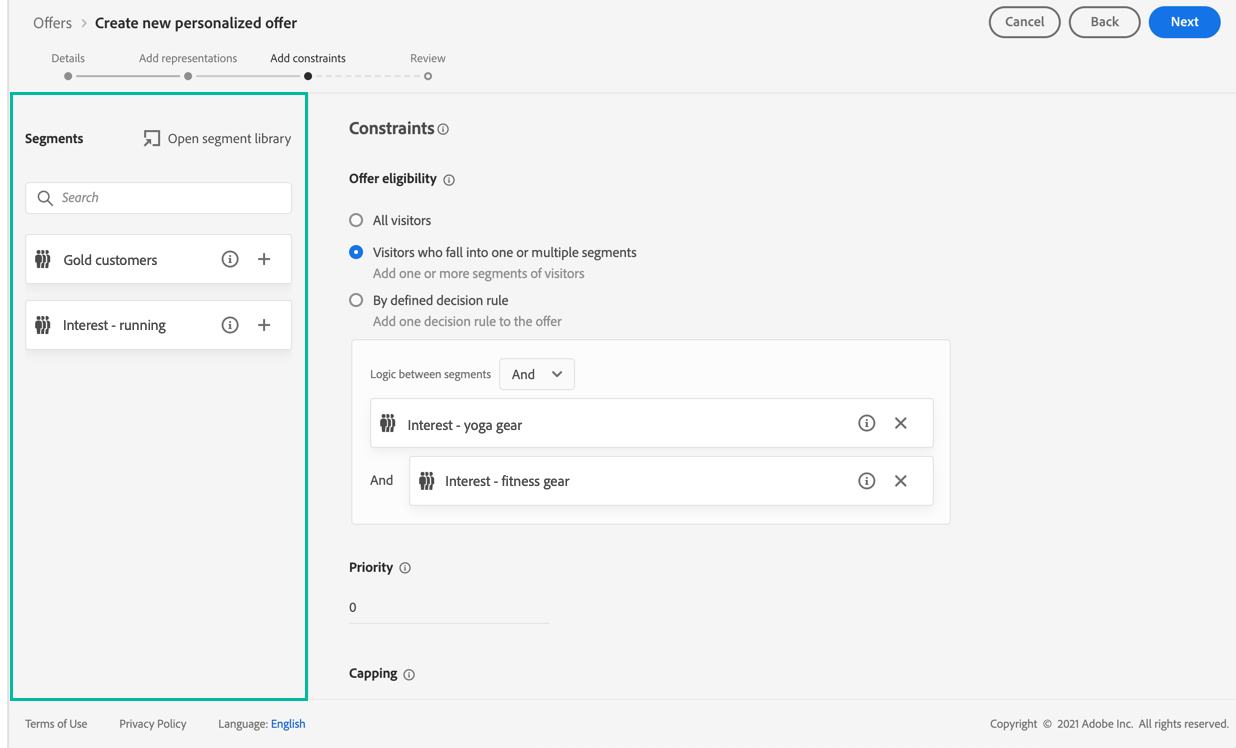 Offers > Create new personalized offer
Cancel
Back
Next
Details
Add representations
Add constraints
Review
Segments
Open segment library
Search
Gold customers
Interest - running
Constraints
Offer eligibility
All visitors
Visitors who fall into one or multiple segments
Add one or more segments of visitors
By defined decision rule
Add one decision rule to the offer
Logic between segments And
Interest - yoga gear
And Interest - fitness gear
Priority
0
Capping
Terms of Use
Privacy Policy
Language: English
Copyright © 2021 Adobe Inc. All rights reserved.